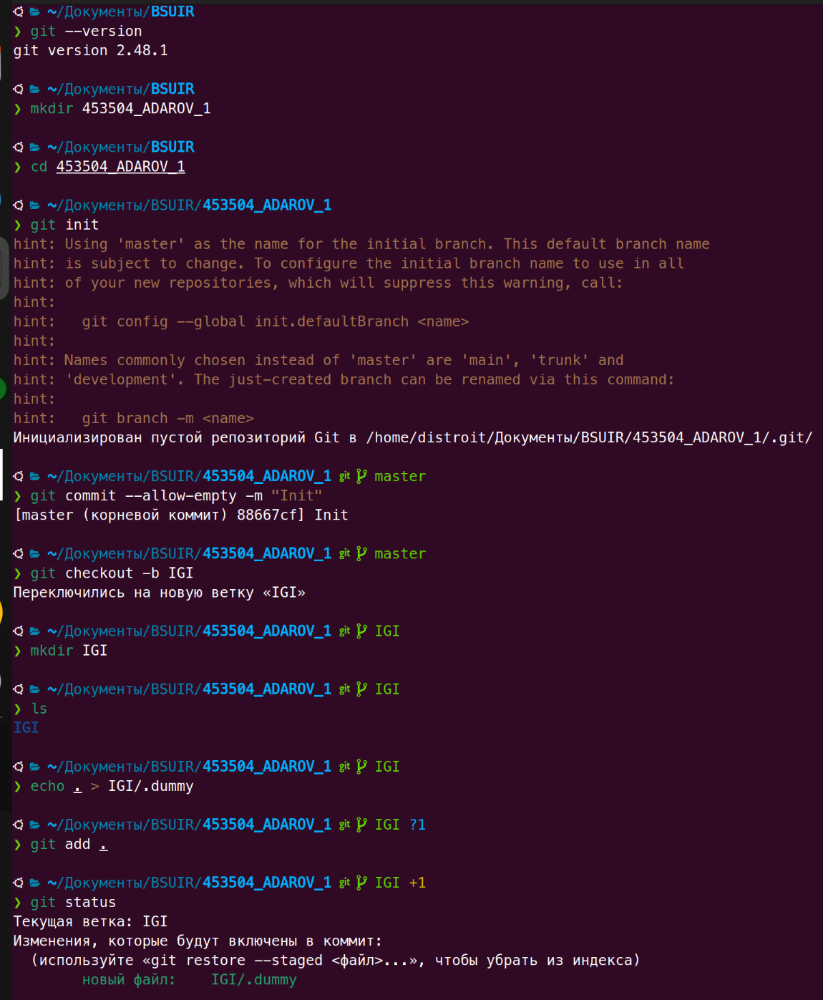 ~/Документы/BSUIR
❯ git --version
git version 2.48.1
~/Документы/BSUIR
❯ mkdir 453504_ADAROV_1
~/Документы/BSUIR
❯ cd 453504_ADAROV_1
~/Документы/BSUIR/453504_ADAROV_1
❯ git init
hint: Using 'master' as the name for the initial branch. This default branch name
hint: is subject to change. To configure the initial branch name to use in all
hint: of your new repositories, which will suppress this warning, call:
hint:
hint:   git config --global init.defaultBranch <name>
hint:
hint: Names commonly chosen instead of 'master' are 'main', 'trunk' and
hint: 'development'. The just-created branch can be renamed via this command:
hint:
hint:   git branch -m <name>
Инициализирован пустой репозиторий Git в /home/distroit/Документы/BSUIR/453504_ADAROV_1/.git/
~/Документы/BSUIR/453504_ADAROV_1 git master
❯ git commit --allow-empty -m "Init"
[master (корневой коммит) 88667cf] Init
~/Документы/BSUIR/453504_ADAROV_1 git master
❯ git checkout -b IGI
Переключились на новую ветку «IGI»
~/Документы/BSUIR/453504_ADAROV_1 git IGI
❯ mkdir IGI
~/Документы/BSUIR/453504_ADAROV_1 git IGI
❯ ls
IGI
~/Документы/BSUIR/453504_ADAROV_1 git IGI
❯ echo . > IGI/.dummy
~/Документы/BSUIR/453504_ADAROV_1 git IGI ?1
❯ git add .
~/Документы/BSUIR/453504_ADAROV_1 git IGI +1
❯ git status
Текущая ветка: IGI
Изменения, которые будут включены в коммит:
  (используйте «git restore --staged <файл>...», чтобы убрать из индекса)
        новый файл:    IGI/.dummy